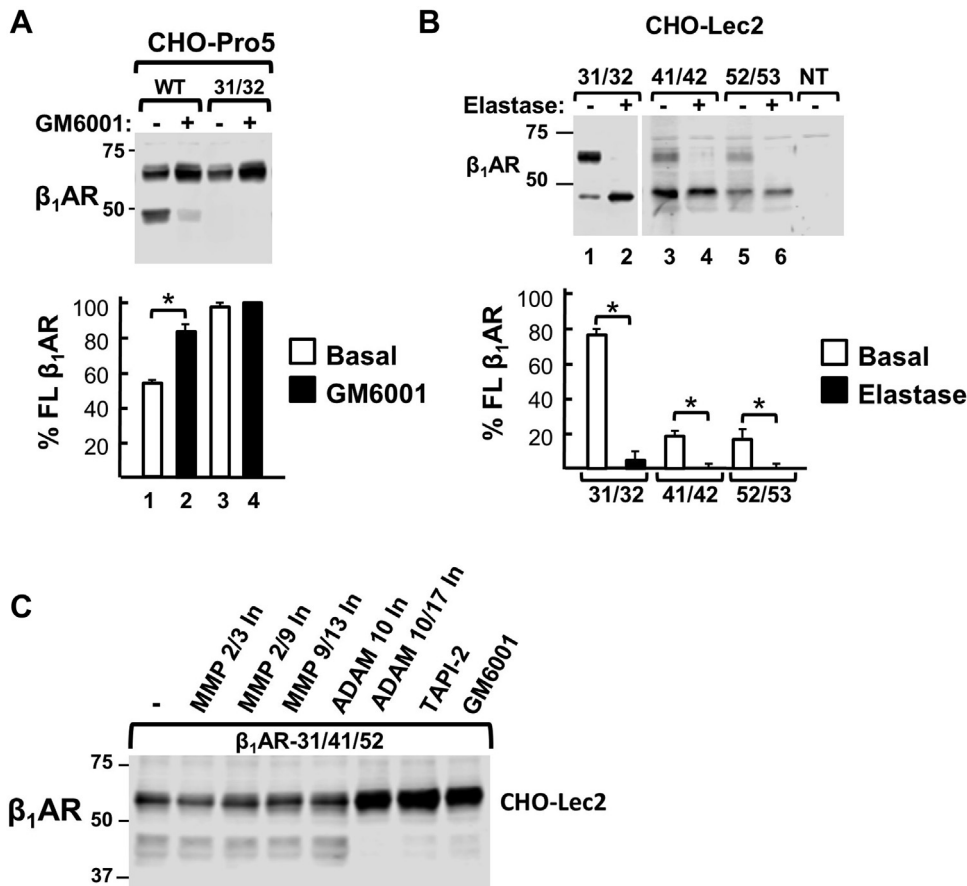 A
CHO-Pro5
WT 31/32
GM6001: - + - +
75
β₁AR
50
* 
100
80
60
40
20
% FL β₁AR
Basal
GM6001
1 2 3 4
B
CHO-Lec2
31/32 41/42 52/53 NT
Elastase: - + - + - + -
75
β₁AR
50
1 2 3 4 5 6
* * *
100
80
60
40
20
% FL β₁AR
Basal
Elastase
31/32 41/42 52/53
C
- MMP 2/3 In MMP 2/9 In MMP 9/13 In ADAM 10 In ADAM 10/17 In TAPI-2 GM6001
β₁AR-31/41/52
75
β₁AR CHO-Lec2
50
37